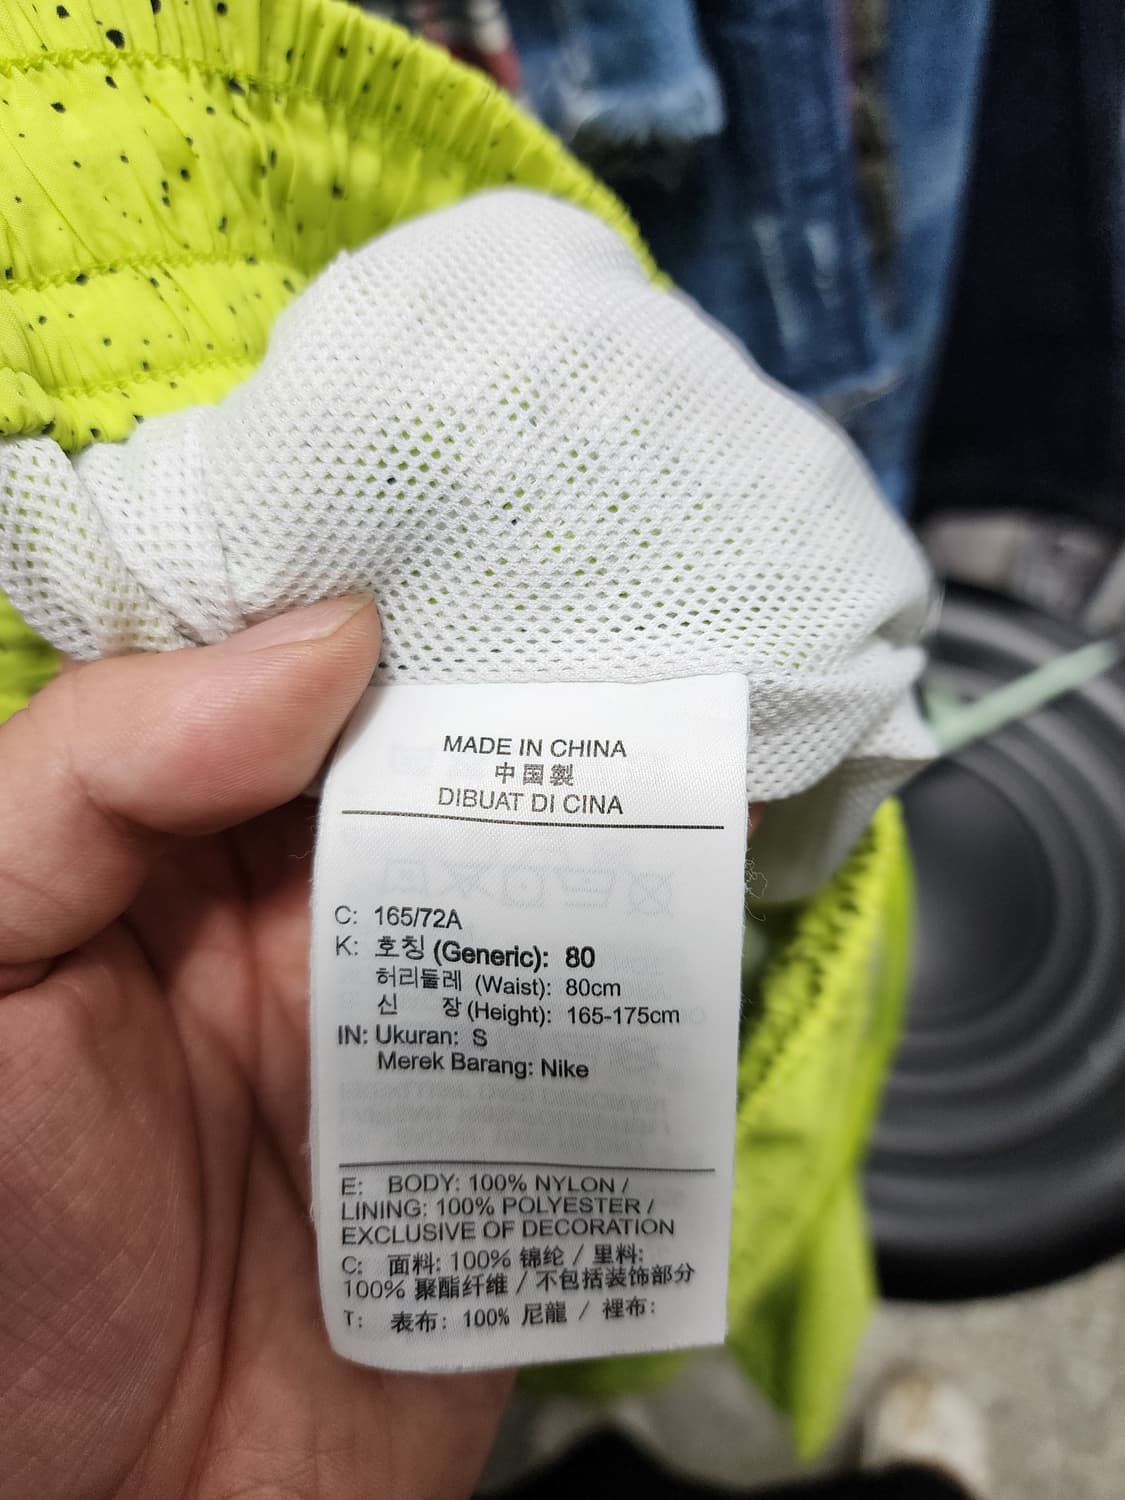 MADE IN CHINA
中国製
DIBUAT DI CINA
C: 165/72A
K: 호칭 (Generic): 80
허리둘레 (Waist): 80cm
신 장 (Height): 165-175cm
IN: Ukuran: S
Merek Barang: Nike
E: BODY: 100% NYLON /
LINING: 100% POLYESTER /
EXCLUSIVE OF DECORATION
C: 面料: 100% 锦纶 / 里料:
100% 聚酯纤维 / 不包括装饰部分
T: 表布: 100% 尼龍 / 裡布: